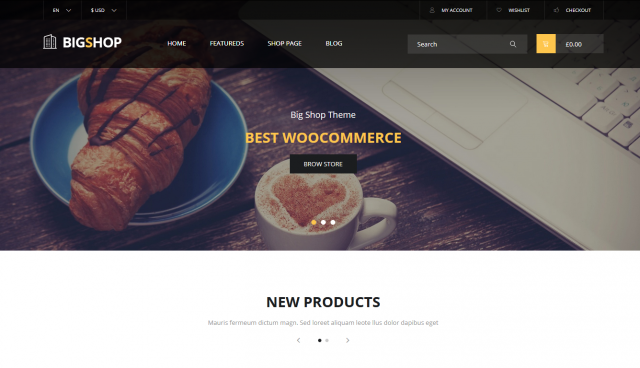 EN $ USD MY ACCOUNT WISHLIST CHECKOUT
BIGSHOP HOME FEATUREDS SHOP PAGE BLOG Search £0.00
Big Shop Theme
BEST WOOCOMMERCE
BROW STORE
NEW PRODUCTS
Mauris fermeum dictum magn. Sed loreet aliquam leote llus dolor dapibus eget